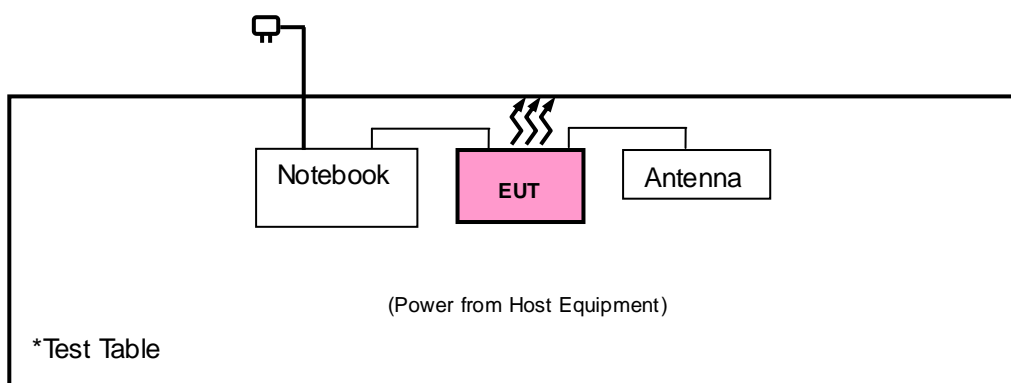 Notebook
EUT
Antenna
(Power from Host Equipment)
*Test Table